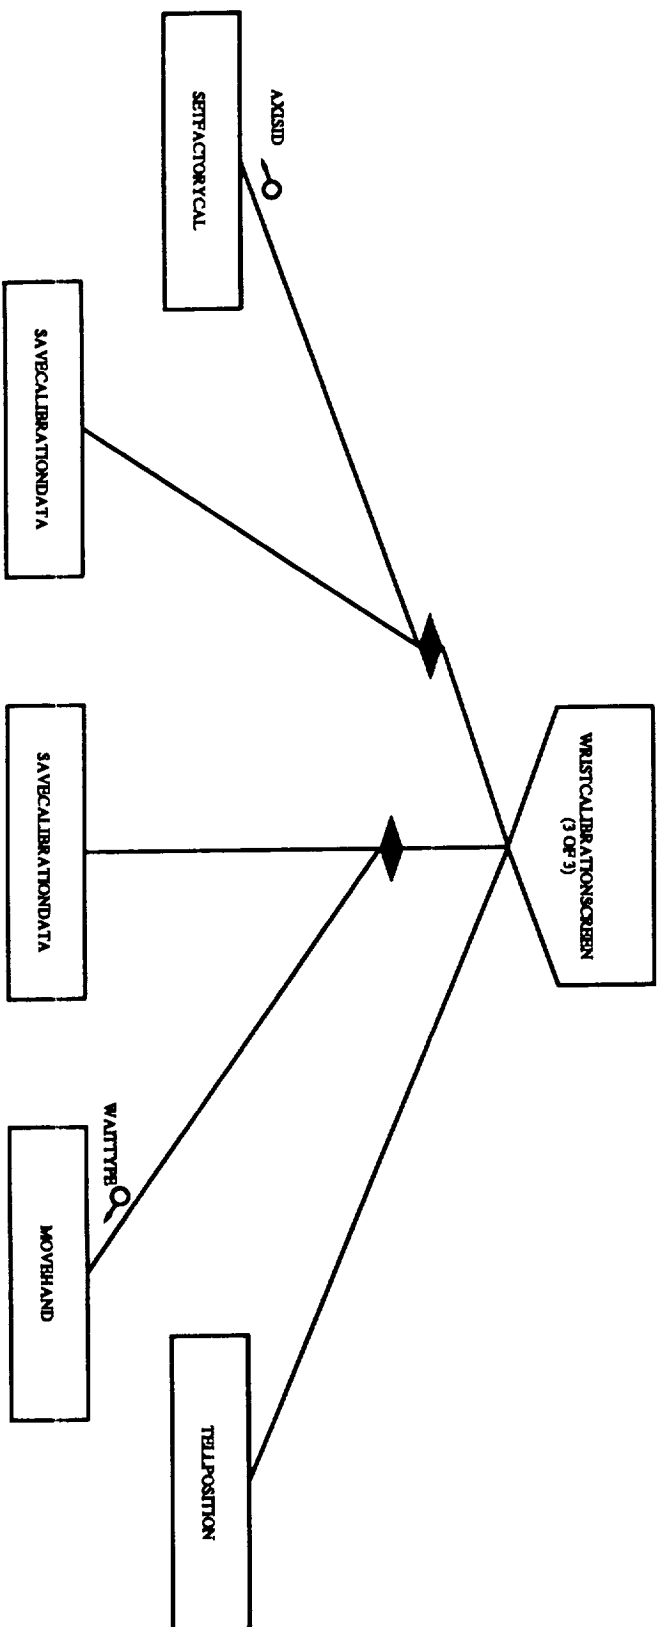 WRISTCALIBRATIONSCREEN
(3 OF 3)
AXISID
SETFACTORYCAL
TELLPOSITION
WAITTYPE
SAVECALIBRATIONDATA
SAVECALIBRATIONDATA
MOVEHAND